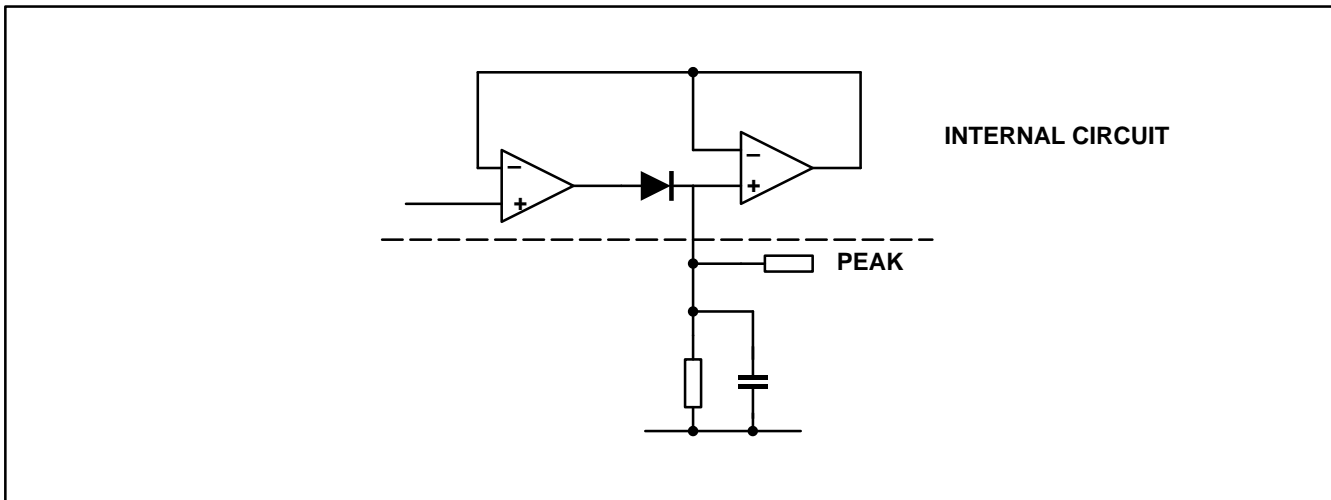 INTERNAL CIRCUIT
−
+
−
+
PEAK